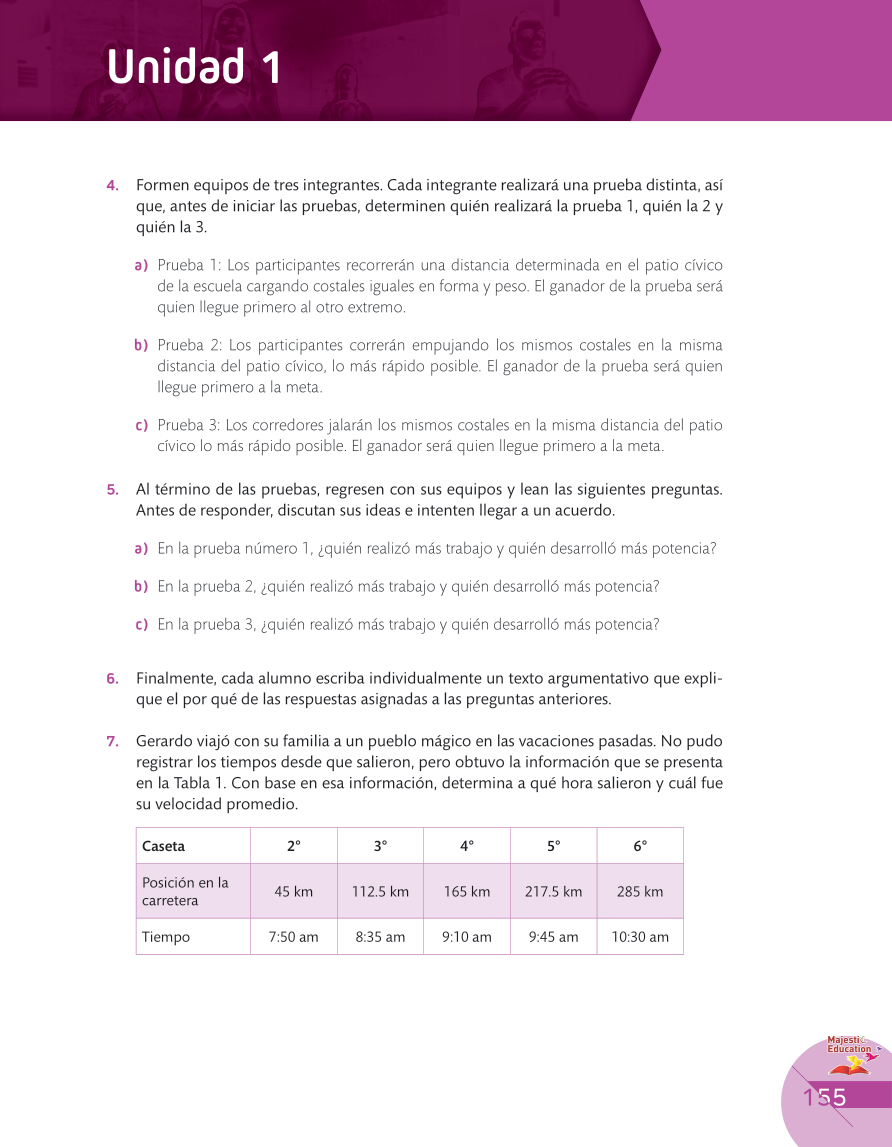 Unidad 1
4. Formen equipos de tres integrantes. Cada integrante realizará una prueba distinta, así
que, antes de iniciar las pruebas, determinen quién realizará la prueba 1, quién la 2 y
quién la 3.
a) Prueba 1: Los participantes recorrerán una distancia determinada en el patio cívico
de la escuela cargando costales iguales en forma y peso. El ganador de la prueba será
quien llegue primero al otro extremo.
b) Prueba 2: Los participantes correrán empujando los mismos costales en la misma
distancia del patio cívico, lo más rápido posible. El ganador de la prueba será quien
llegue primero a la meta.
c) Prueba 3: Los corredores jalarán los mismos costales en la misma distancia del patio
cívico lo más rápido posible. El ganador será quien llegue primero a la meta.
5. Al término de las pruebas, regresen con sus equipos y lean las siguientes preguntas.
Antes de responder, discutan sus ideas e intenten llegar a un acuerdo.
a) En la prueba número 1, ¿quién realizó más trabajo y quién desarrolló más potencia?
b) En la prueba 2, ¿quién realizó más trabajo y quién desarrolló más potencia?
c) En la prueba 3, ¿quién realizó más trabajo y quién desarrolló más potencia?
6. Finalmente, cada alumno escriba individualmente un texto argumentativo que expli-
que el por qué de las respuestas asignadas a las preguntas anteriores.
7. Gerardo viajó con su familia a un pueblo mágico en las vacaciones pasadas. No pudo
registrar los tiempos desde que salieron, pero obtuvo la información que se presenta
en la Tabla 1. Con base en esa información, determina a qué hora salieron y cuál fue
su velocidad promedio.
Caseta 2° 3° 4° 5° 6°
Posición en la
carretera 45 km 112.5 km 165 km 217.5 km 285 km
Tiempo 7:50 am 8:35 am 9:10 am 9:45 am 10:30 am
Majestic
Education
155